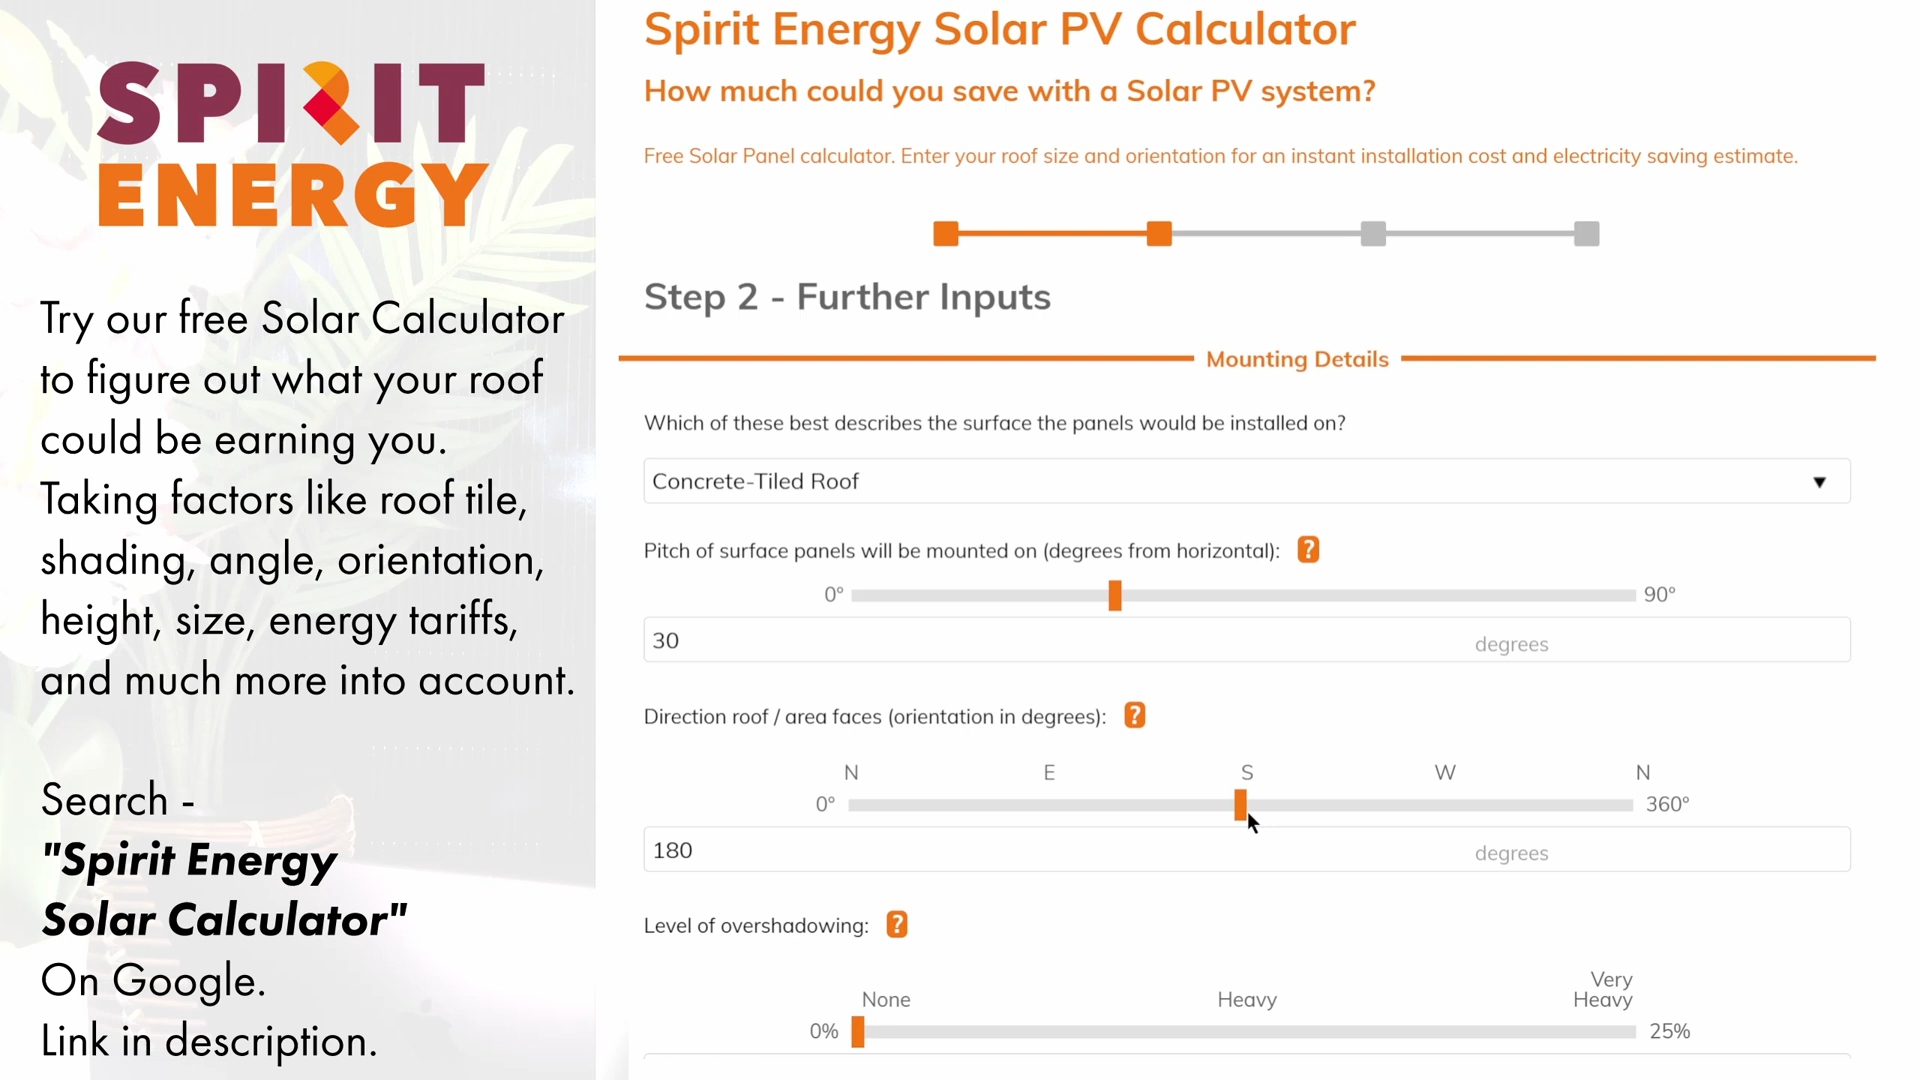 SPIRIT
ENERGY
Try our free Solar Calculator
to figure out what your roof
could be earning you.
Taking factors like roof tile,
shading, angle, orientation,
height, size, energy tariffs,
and much more into account.
Search -
"Spirit Energy
Solar Calculator"
On Google.
Link in description.
Spirit Energy Solar PV Calculator
How much could you save with a Solar PV system?
Free Solar Panel calculator. Enter your roof size and orientation for an instant installation cost and electricity saving estimate.
Step 2 - Further Inputs
Mounting Details
Which of these best describes the surface the panels would be installed on?
Concrete-Tiled Roof
Pitch of surface panels will be mounted on (degrees from horizontal): ?
0° 90°
30 degrees
Direction roof / area faces (orientation in degrees): ?
N E S W N
0° 360°
180 degrees
Level of overshadowing: ?
None Heavy Very Heavy
0% 25%